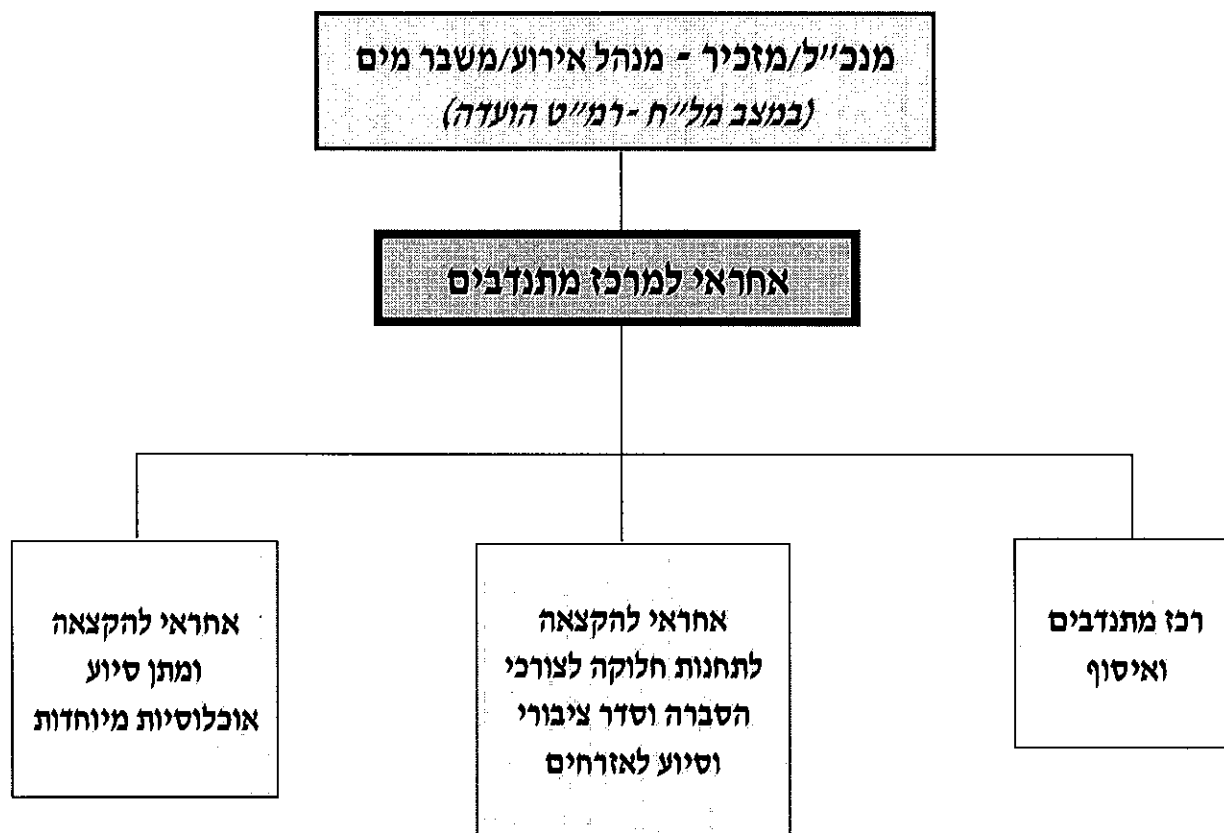 מנכ״ל/מזכיר - מנהל אירוע/משבר מים
(במצב מל״ח -רמ״ט הועדה)
אחראי למרכז מתנדבים
רכז מתנדבים
ואיסוף
אחראי להקצאה
לתחנות חלוקה לצורכי
הסברה וסדר ציבורי
וסיוע לאזרחים
אחראי להקצאה
ומתן סיוע
אוכלוסיות מיוחדות